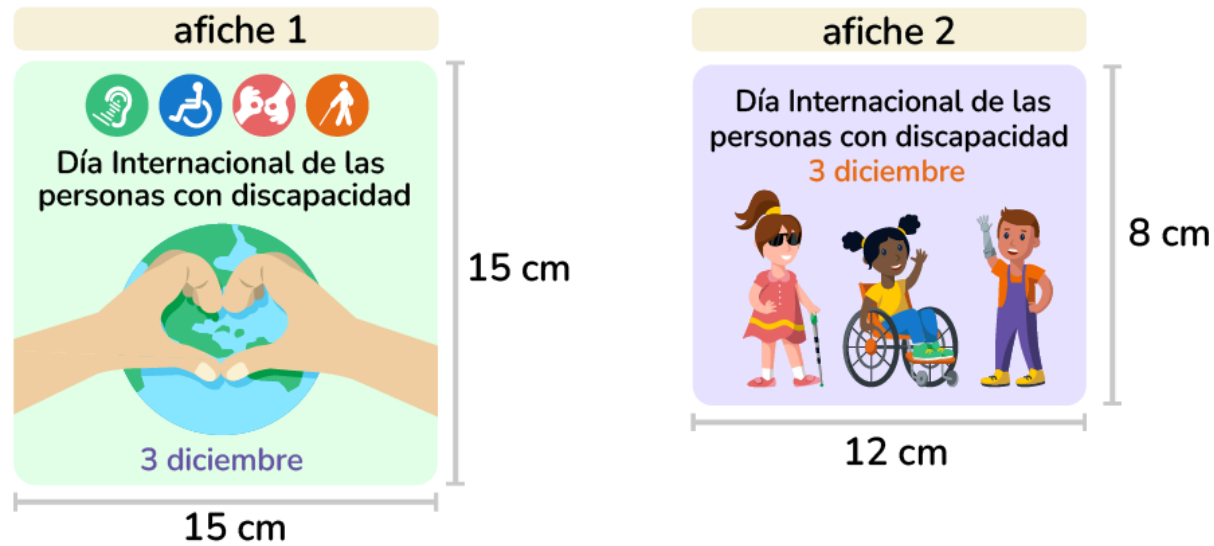 afiche 1
Día Internacional de las
personas con discapacidad
3 diciembre
15 cm
15 cm
afiche 2
Día Internacional de las
personas con discapacidad
3 diciembre
8 cm
12 cm